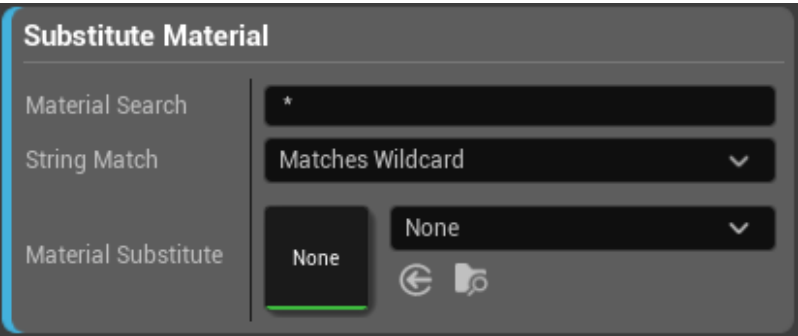 Substitute Material
Material Search
*
String Match
Matches Wildcard
Material Substitute
None
None